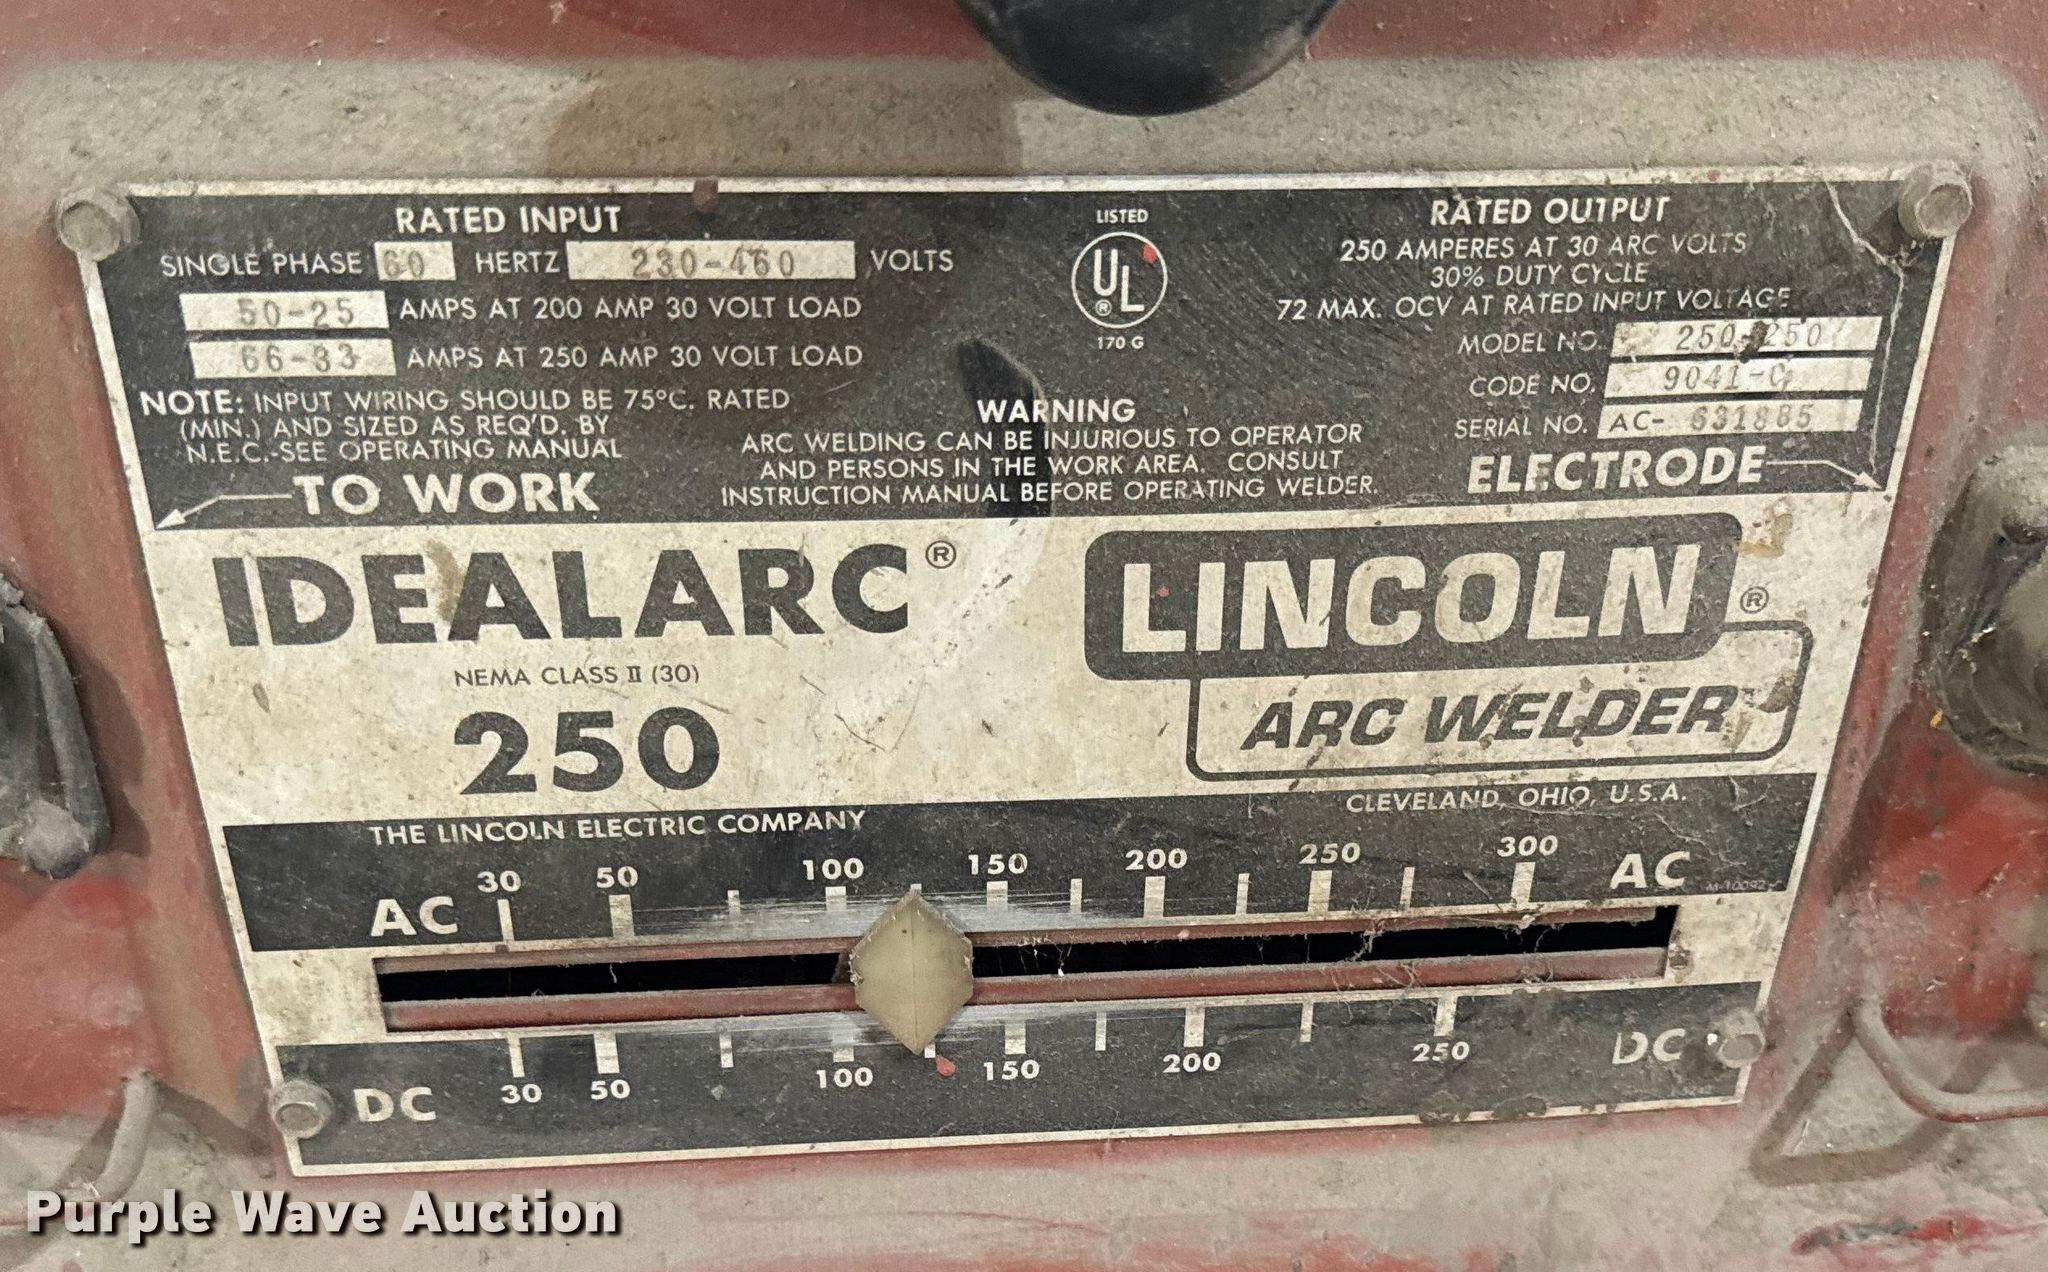 RATED INPUT
SINGLE PHASE 60 HERTZ 230-460 VOLTS
50-25 AMPS AT 200 AMP 30 VOLT LOAD
66-33 AMPS AT 250 AMP 30 VOLT LOAD
NOTE: INPUT WIRING SHOULD BE 75°C. RATED
(MIN.) AND SIZED AS REQ'D. BY
N.E.C.-SEE OPERATING MANUAL
TO WORK
LISTED
UL ®
170 G
WARNING
ARC WELDING CAN BE INJURIOUS TO OPERATOR
AND PERSONS IN THE WORK AREA. CONSULT
INSTRUCTION MANUAL BEFORE OPERATING WELDER.
RATED OUTPUT
250 AMPERES AT 30 ARC VOLTS
30% DUTY CYCLE
72 MAX. OCV AT RATED INPUT VOLTAGE
MODEL NO. 250-250
CODE NO. 9041-C
SERIAL NO. AC- 631885
ELECTRODE
IDEALARC®
NEMA CLASS II (30)
250
LINCOLN®
ARC WELDER
THE LINCOLN ELECTRIC COMPANY
CLEVELAND, OHIO, U.S.A.
AC 30 50 100 150 200 250 300 AC
DC 30 50 100 150 200 250 DC
Purple Wave Auction